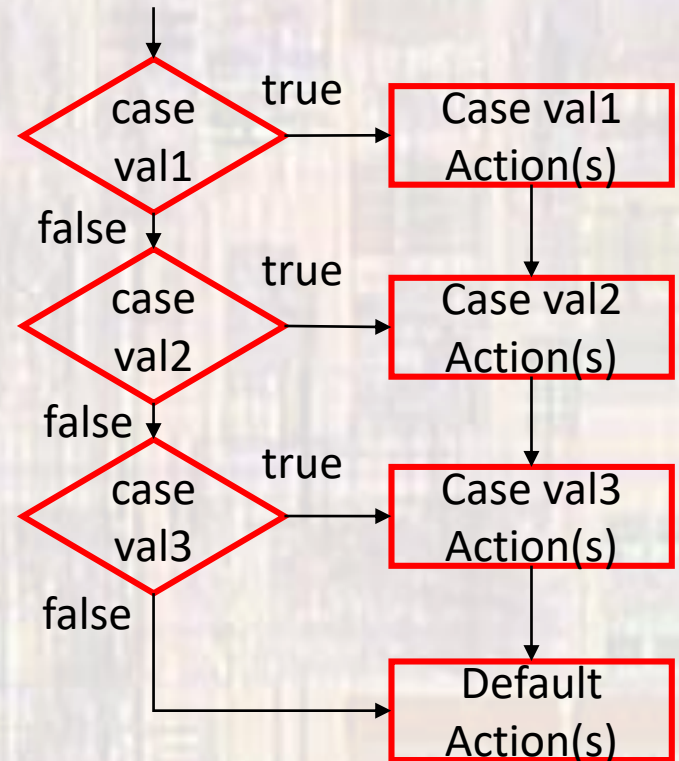 case
val1
true
Case val1
Action(s)
false
case
val2
true
Case val2
Action(s)
false
case
val3
true
Case val3
Action(s)
false
Default
Action(s)